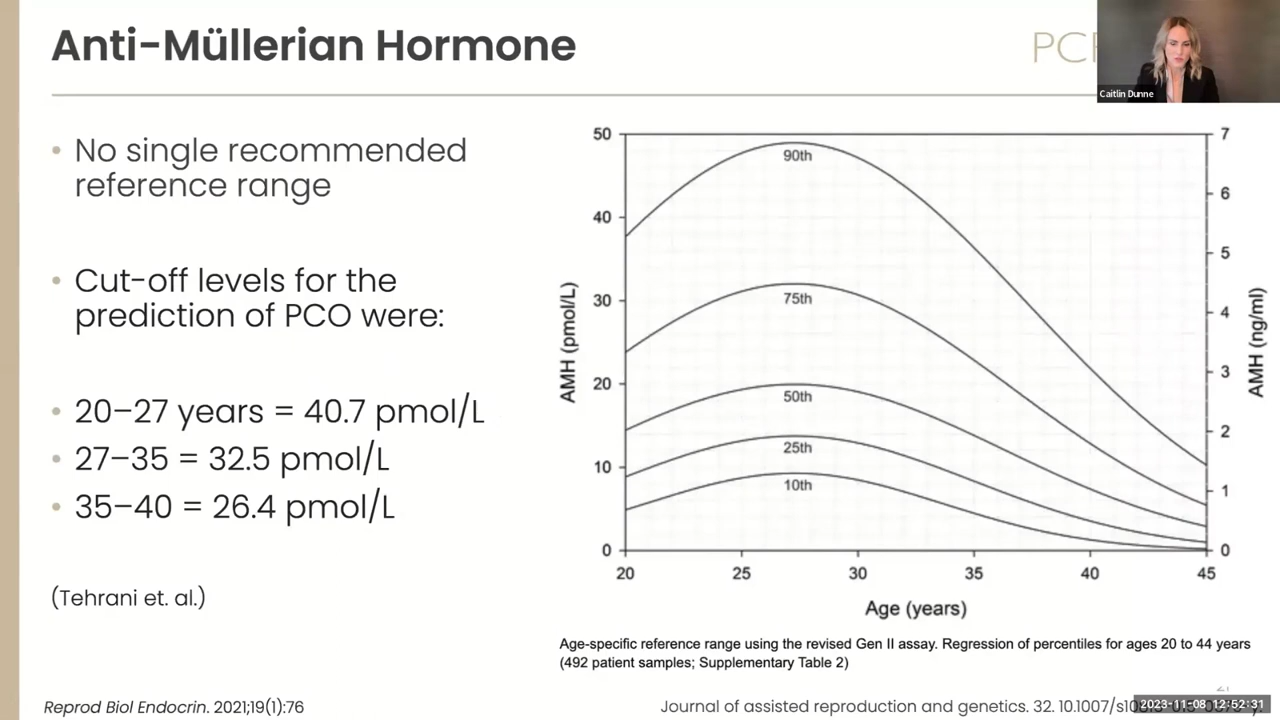 Anti-Müllerian Hormone
Caitlin Dunne
• No single recommended
reference range
• Cut-off levels for the
prediction of PCO were:
• 20–27 years = 40.7 pmol/L
• 27–35 = 32.5 pmol/L
• 35–40 = 26.4 pmol/L
(Tehrani et. al.)
Reprod Biol Endocrin. 2021;19(1):76
AMH (pmol/L)
50
40
30
20
10
0
90th
75th
50th
25th
10th
7
6
5
4
3
2
1
0
AMH (ng/ml)
20 25 30 35 40 45
Age (years)
Age-specific reference range using the revised Gen II assay. Regression of percentiles for ages 20 to 44 years
(492 patient samples; Supplementary Table 2)
Journal of assisted reproduction and genetics. 32.
2023-11-08 12:52:31